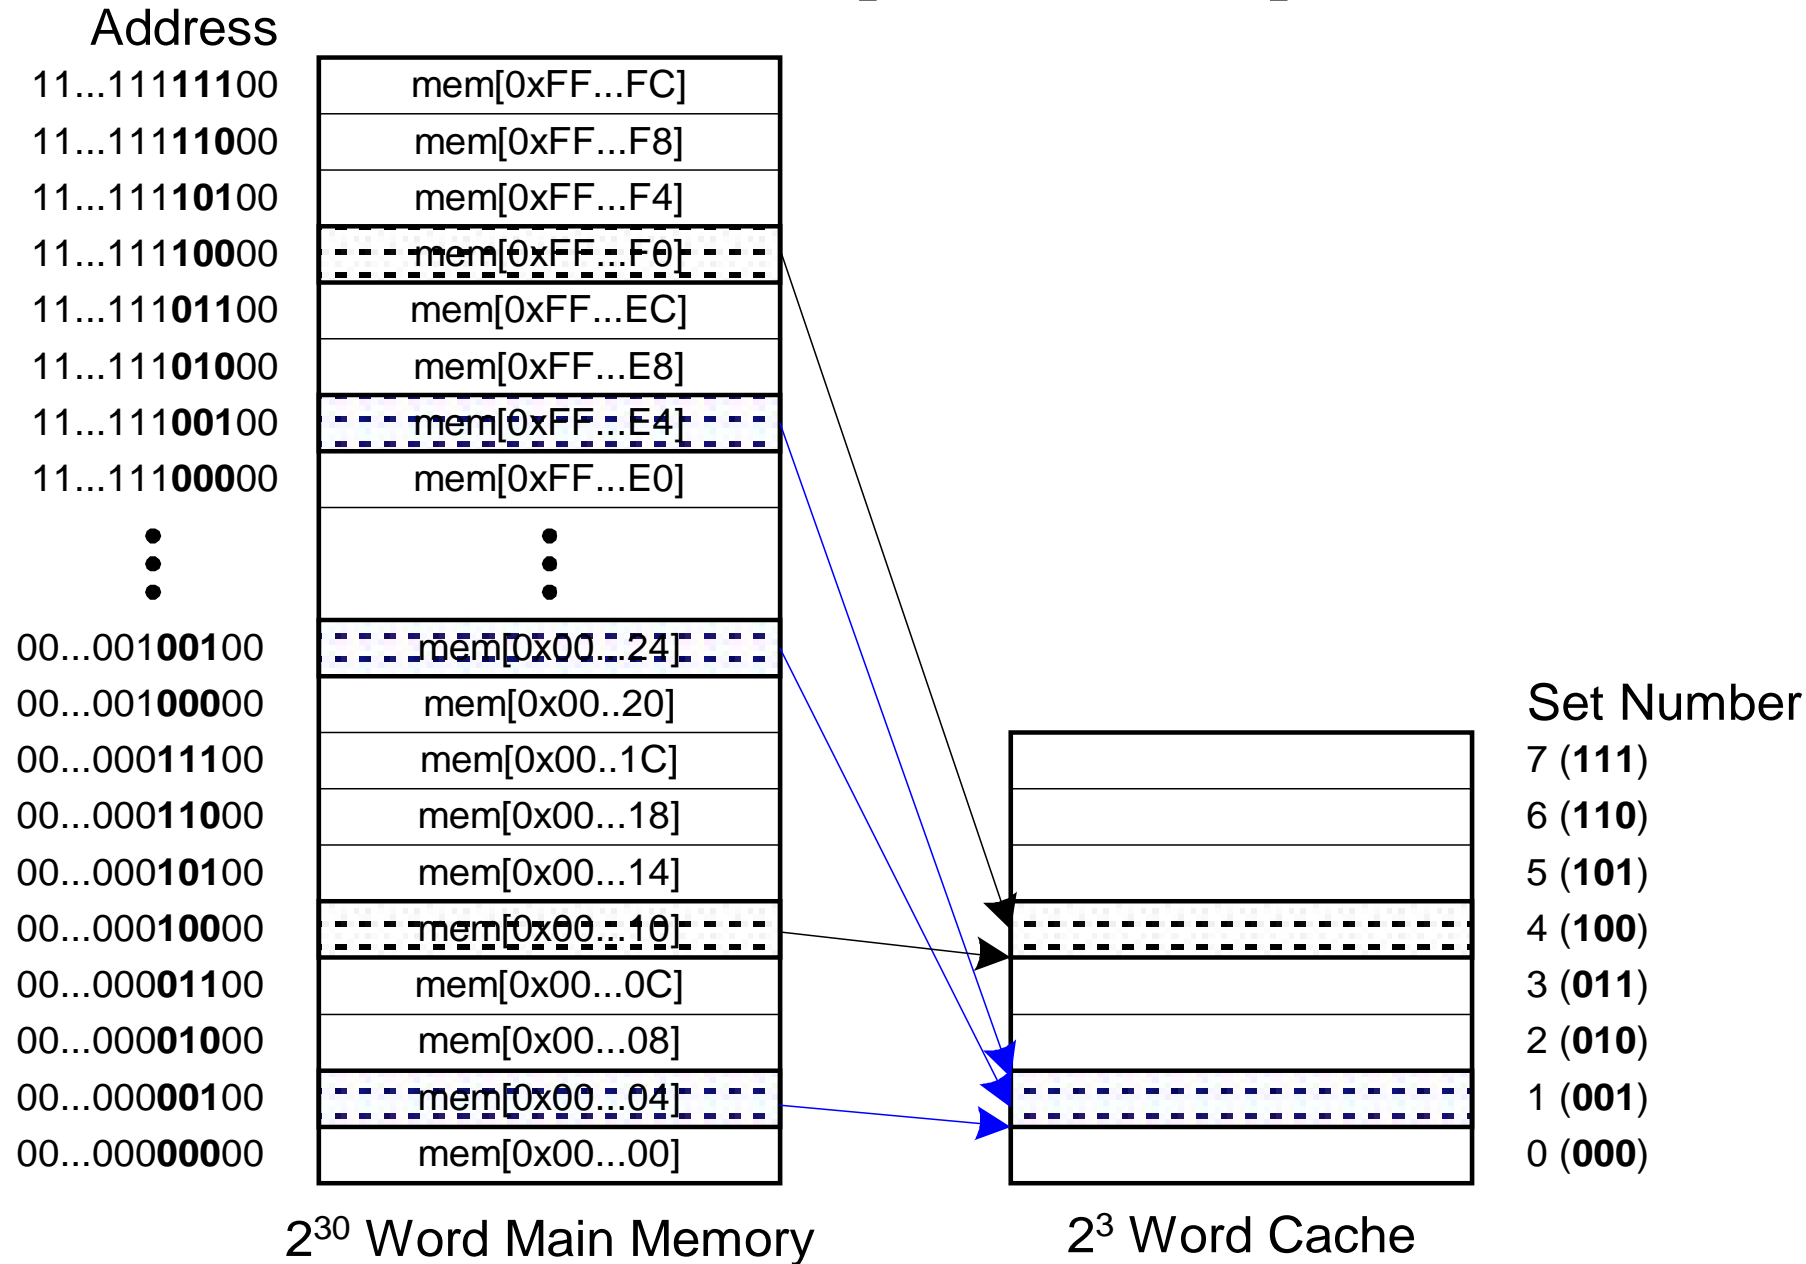 Address
11...11111100 mem[0xFF...FC]
11...11111000 mem[0xFF...F8]
11...11110100 mem[0xFF...F4]
11...11110000 mem[0xFF...F0]
11...11101100 mem[0xFF...EC]
11...11101000 mem[0xFF...E8]
11...11100100 mem[0xFF...E4]
11...11100000 mem[0xFF...E0]
00...00100100 mem[0x00...24]
00...00100000 mem[0x00..20] Set Number
00...00011100 mem[0x00..1C] 7 (111)
00...00011000 mem[0x00...18] 6 (110)
00...00010100 mem[0x00...14] 5 (101)
00...00010000 mem[0x00...10] 4 (100)
00...00001100 mem[0x00...0C] 3 (011)
00...00001000 mem[0x00...08] 2 (010)
00...00000100 mem[0x00...04] 1 (001)
00...00000000 mem[0x00...00] 0 (000)
2³⁰ Word Main Memory 2³ Word Cache